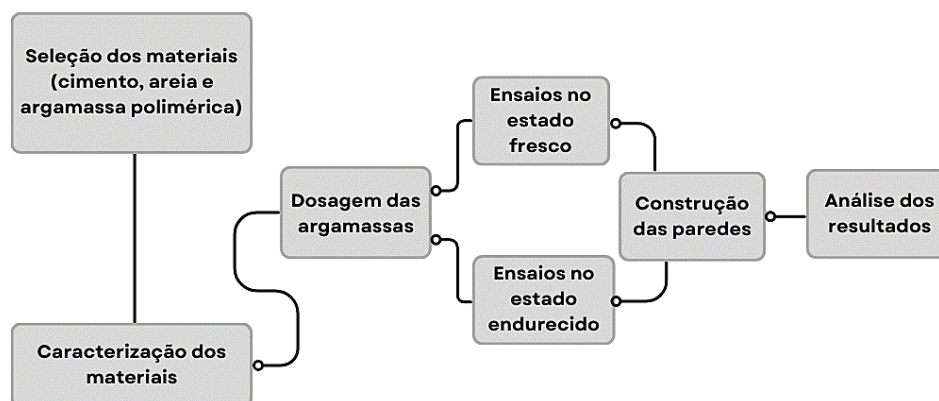 Seleção dos materiais
(cimento, areia e
argamassa polimérica)
Caracterização dos
materiais
Dosagem das
argamassas
Ensaios no
estado
fresco
Ensaios no
estado
endurecido
Construção
das paredes
Análise dos
resultados